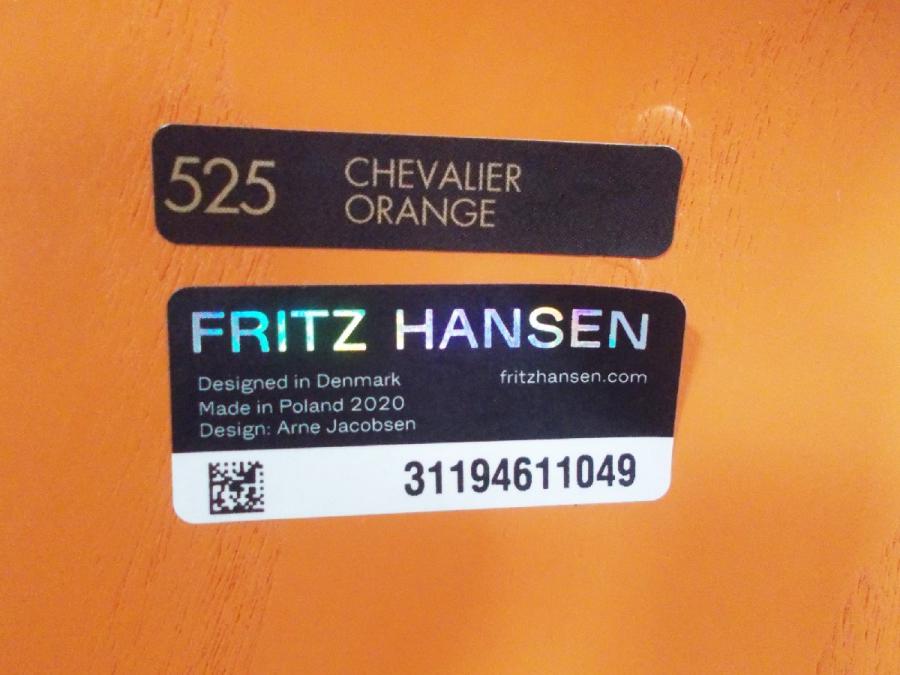 525 CHEVALIER
ORANGE
FRITZ HANSEN
Designed in Denmark fritzhansen.com
Made in Poland 2020
Design: Arne Jacobsen
31194611049